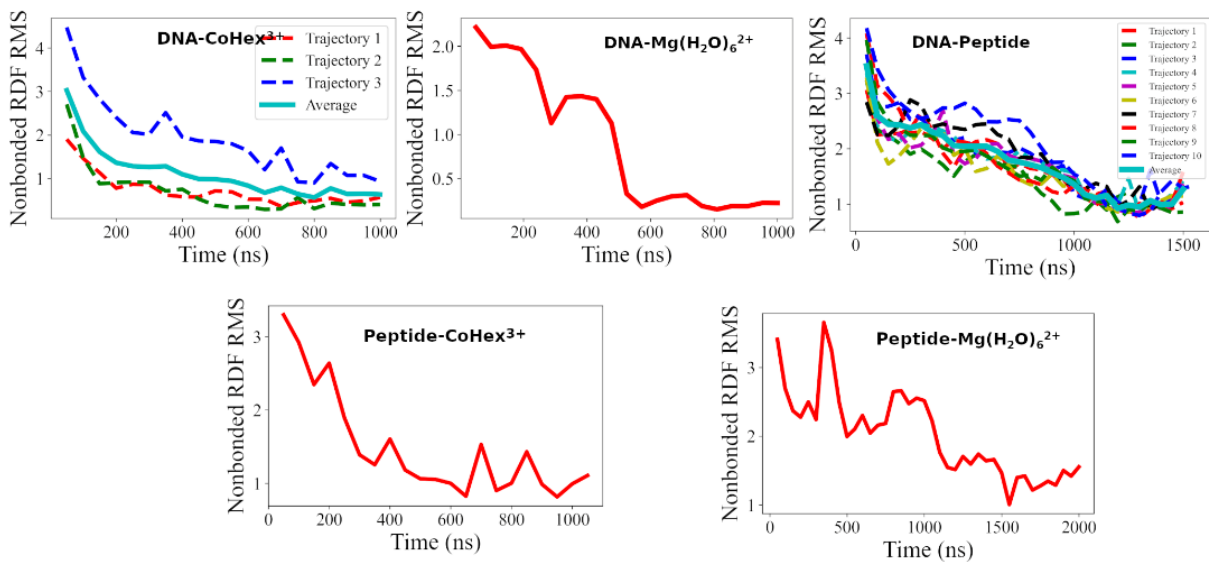 DNA-CoHex³⁺
Trajectory 1
Trajectory 2
Trajectory 3
Average
Nonbonded RDF RMS
4
3
2
1
200
400
600
800
1000
Time (ns)
DNA-Mg(H₂O)₆²⁺
Nonbonded RDF RMS
2.0
1.5
1.0
0.5
200
400
600
800
1000
Time (ns)
DNA-Peptide
Trajectory 1
Trajectory 2
Trajectory 3
Trajectory 4
Trajectory 5
Trajectory 6
Trajectory 7
Trajectory 8
Trajectory 9
Trajectory 10
Average
Nonbonded RDF RMS
4
3
2
1
0
500
1000
1500
Time (ns)
Peptide-CoHex³⁺
Nonbonded RDF RMS
3
2
1
0
200
400
600
800
1000
Time (ns)
Peptide-Mg(H₂O)₆²⁺
Nonbonded RDF RMS
3
2
1
0
500
1000
1500
2000
Time (ns)